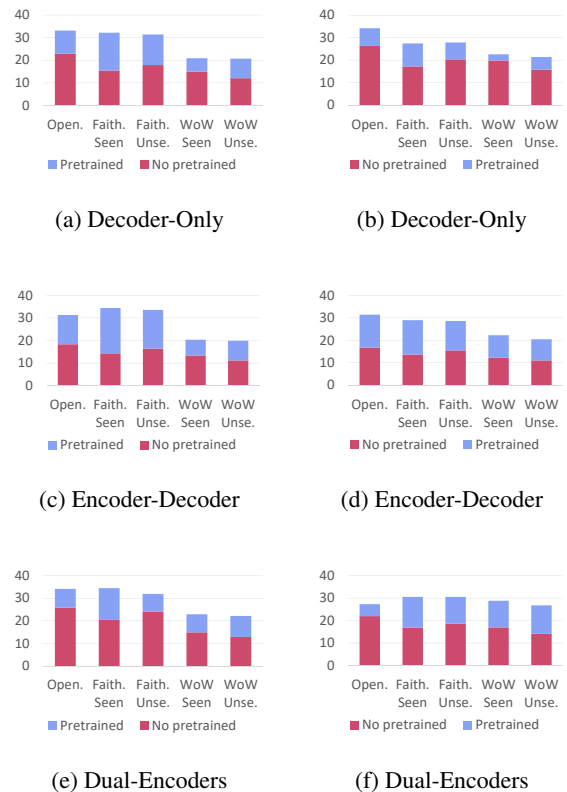 40
30
20
10
0
Open. Faith. Faith. WoW WoW
Seen Unse. Seen Unse.
Pretrained No pretrained
(a) Decoder-Only
40
30
20
10
0
Open. Faith. Faith. WoW WoW
Seen Unse. Seen Unse.
No pretrained Pretrained
(b) Decoder-Only
40
30
20
10
0
Open. Faith. Faith. WoW WoW
Seen Unse. Seen Unse.
Pretrained No pretrained
(c) Encoder-Decoder
40
30
20
10
0
Open. Faith. Faith. WoW WoW
Seen Unse. Seen Unse.
No pretrained Pretrained
(d) Encoder-Decoder
40
30
20
10
0
Open. Faith. Faith. WoW WoW
Seen Unse. Seen Unse.
Pretrained No pretrained
(e) Dual-Encoders
40
30
20
10
0
Open. Faith. Faith. WoW WoW
Seen Unse. Seen Unse.
No pretrained Pretrained
(f) Dual-Encoders